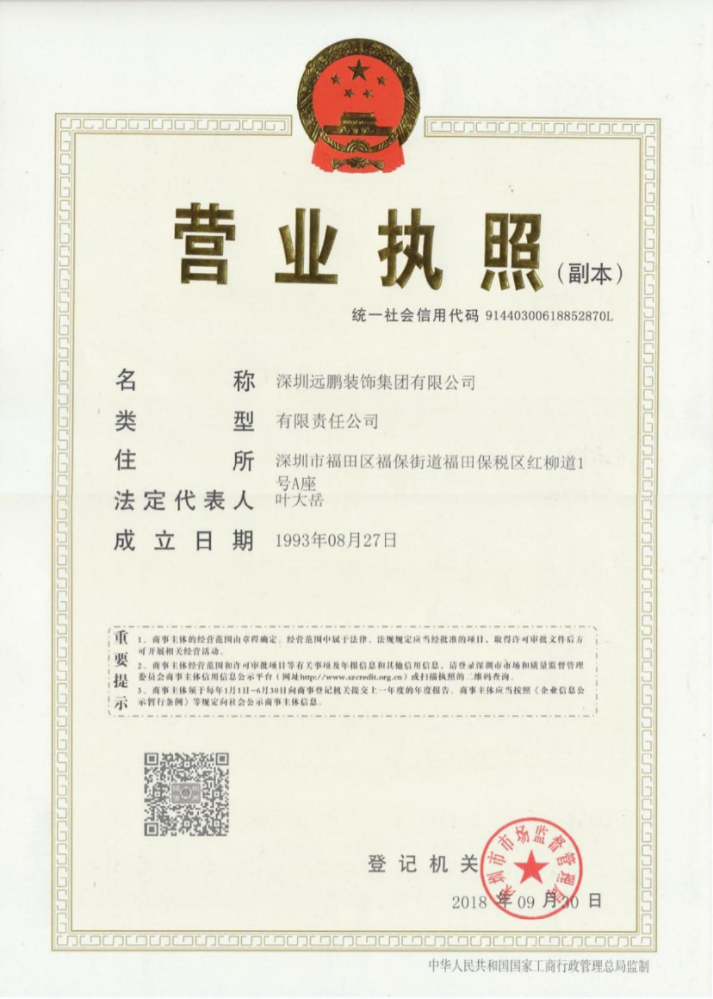 营业执照(副本)
统一社会信用代码 91440300618852870L
名称 深圳远鹏装饰集团有限公司
类型 有限责任公司
住所 深圳市福田区福保街道福田保税区红柳道1
号A座
法定代表人 叶大岳
成立日期 1993年08月27日
重要提示
1、商事主体的经营范围由章程确定。经营范围中属于法律、法规规定应当经批准的项目，取得许可审批文件后方
可开展相关经营活动。
2、商事主体经营范围和许可审批项目等有关事项及年报信息和其他信用信息，请登录深圳市市场和质量监督管理
委员会商事主体信用信息公示平台（网址http://www.szcredit.org.cn）或扫描执照的二维码查询。
3、商事主体须于每年1月1日-6月30日向商事登记机关提交上一年度的年度报告。商事主体应当按照《企业信息公
示暂行条例》等规定向社会公示商事主体信息。
登记机关
深圳市市场监督管理局
2018 年 09 月 30 日
中华人民共和国国家工商行政管理总局监制